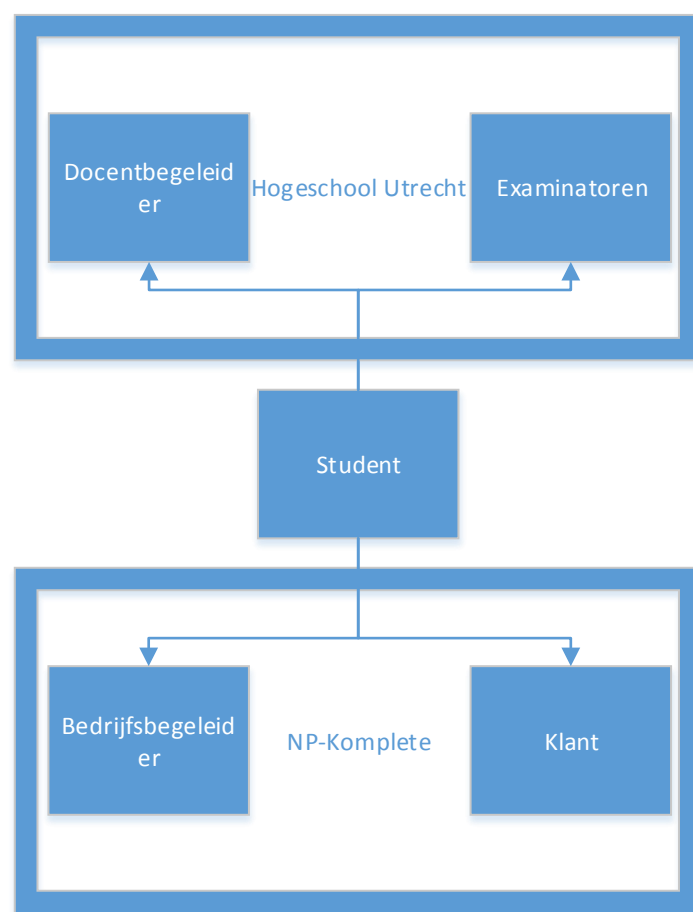 Docentbegeleid
er
Hogeschool Utrecht
Examinatoren
Student
Bedrijfsbegeleid
er
NP-Komplete
Klant